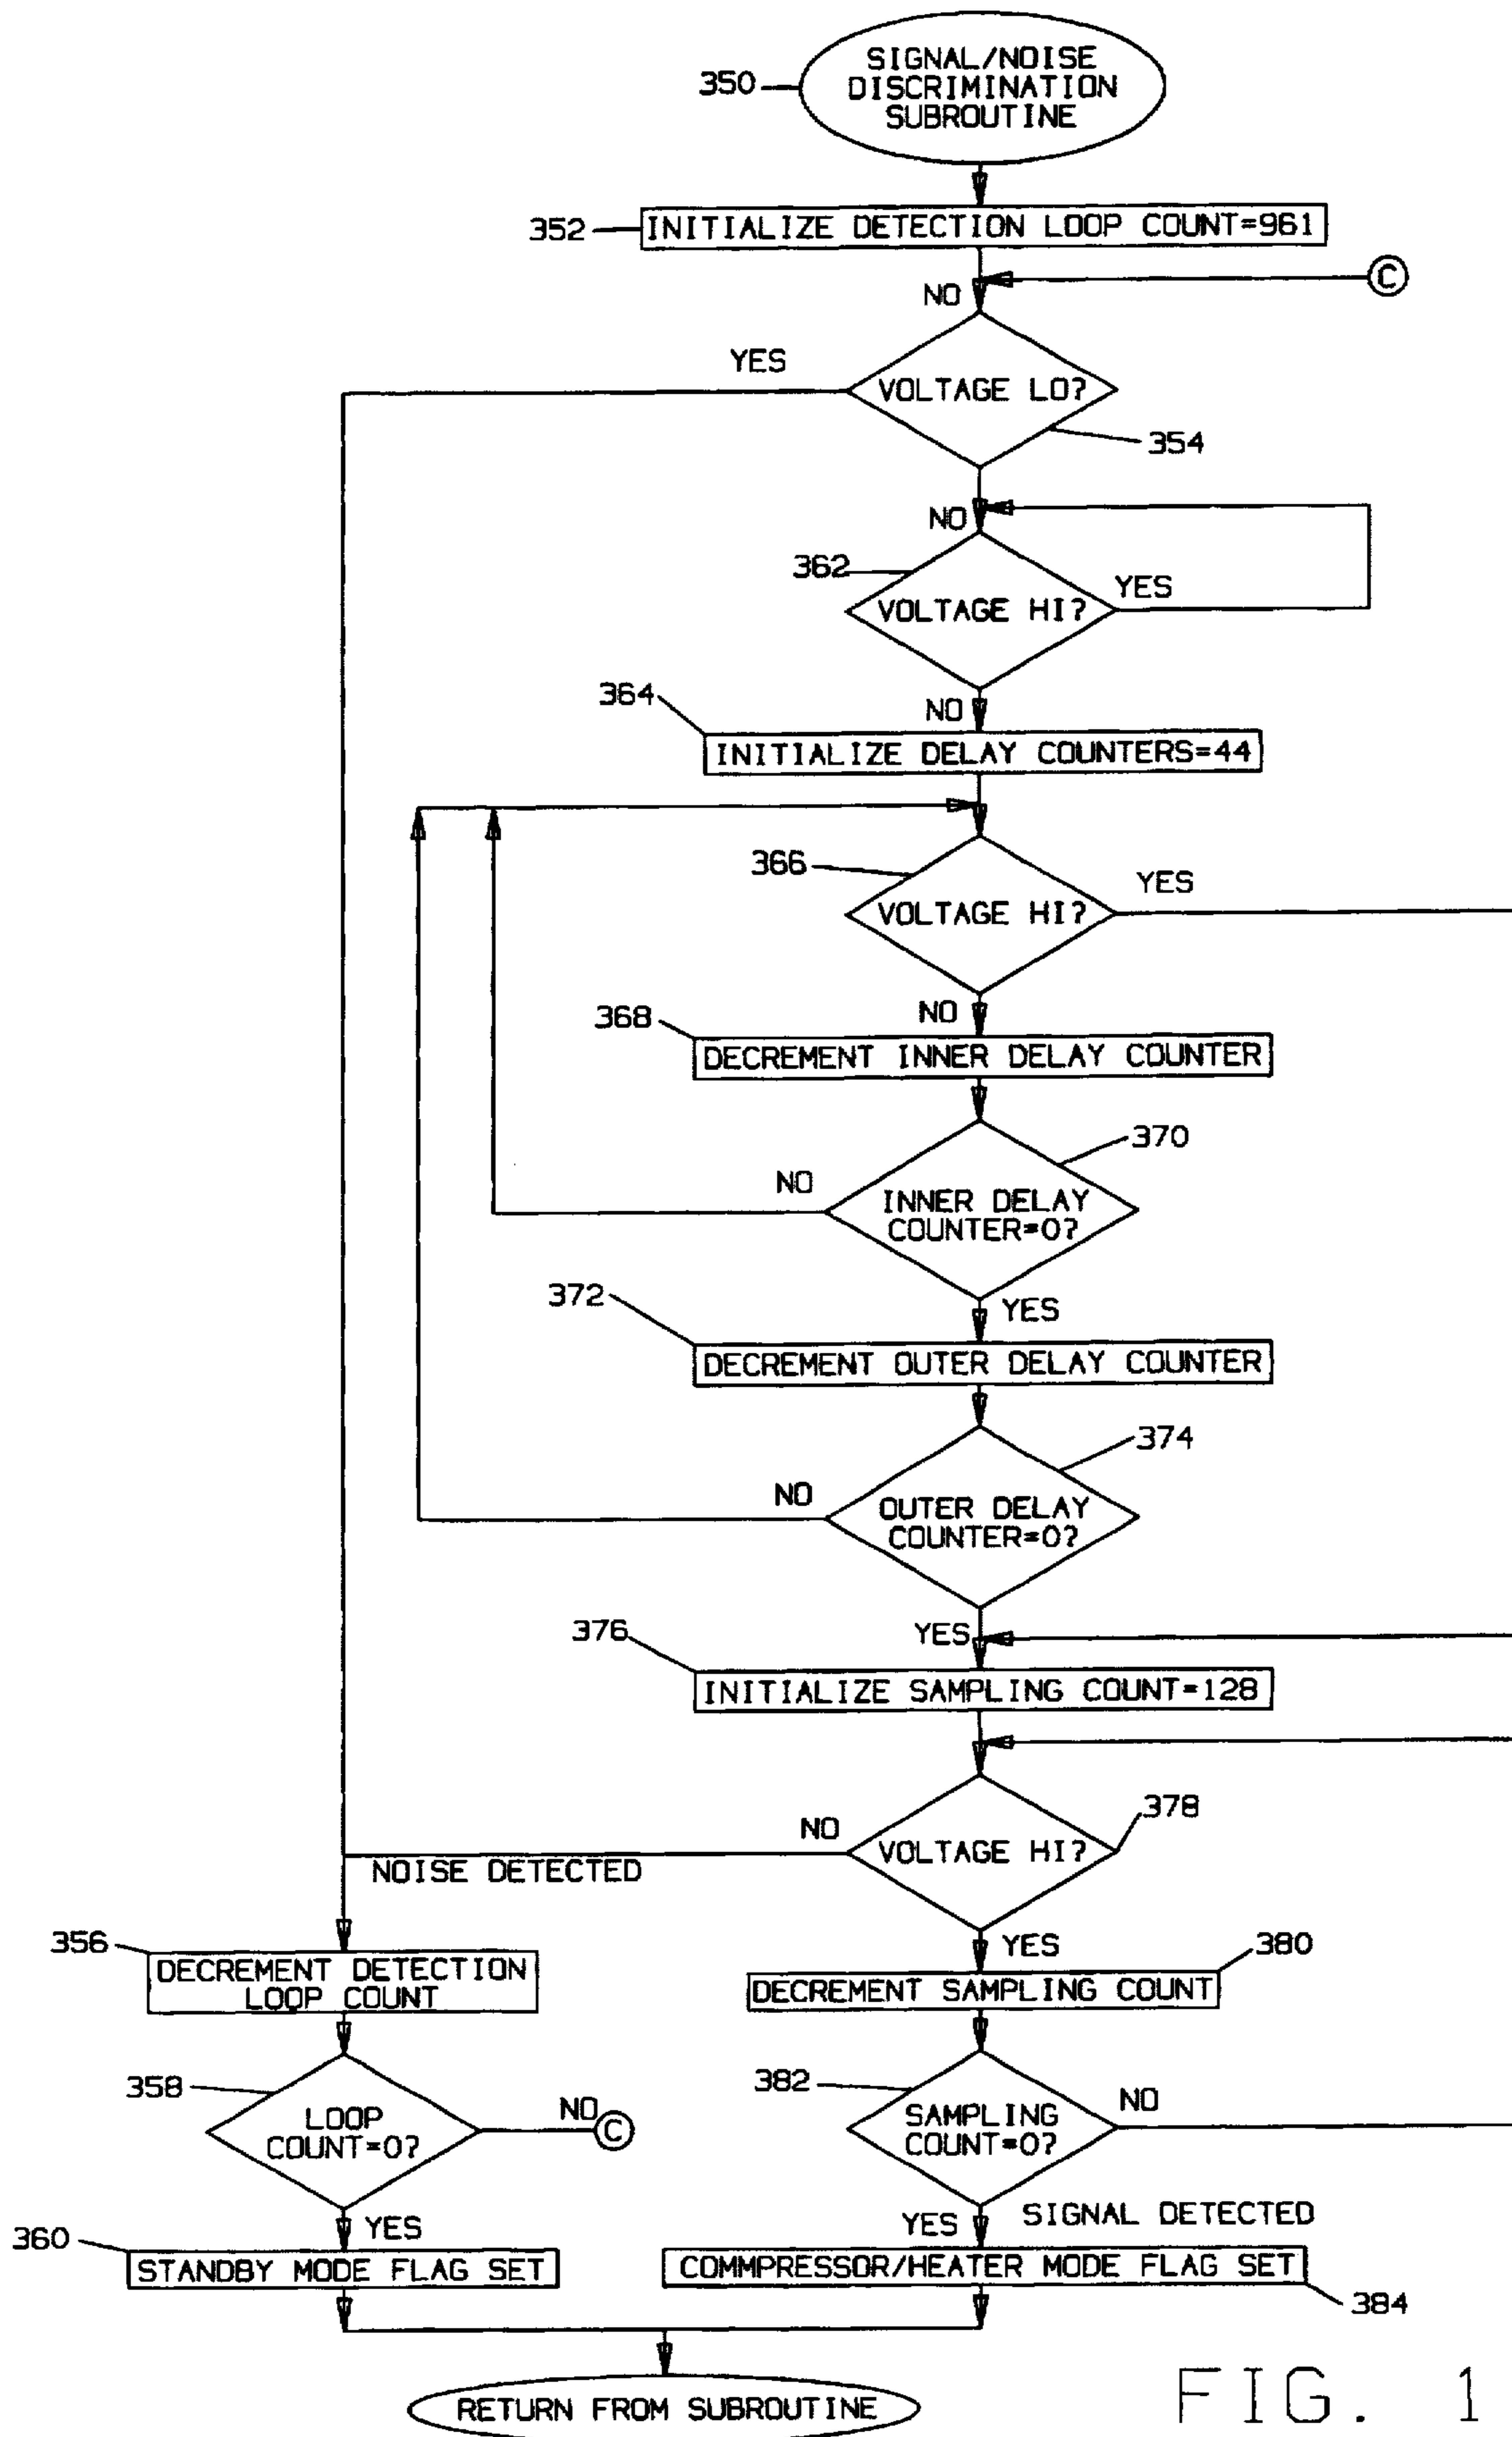 SIGNAL/NOISE
DISCRIMINATION
SUBROUTINE
350
352
INITIALIZE DETECTION LOOP COUNT=961
C
NO
YES
VOLTAGE LO?
354
NO
362
VOLTAGE HI?
YES
364
NO
INITIALIZE DELAY COUNTERS=44
366
VOLTAGE HI?
YES
368
NO
DECREMENT INNER DELAY COUNTER
370
NO
INNER DELAY
COUNTER=0?
372
YES
DECREMENT OUTER DELAY COUNTER
374
NO
OUTER DELAY
COUNTER=0?
376
YES
INITIALIZE SAMPLING COUNT=128
378
NO
VOLTAGE HI?
NOISE DETECTED
356
DECREMENT DETECTION
LOOP COUNT
YES
380
DECREMENT SAMPLING COUNT
358
LOOP
COUNT=0?
NO
C
382
SAMPLING
COUNT=0?
NO
360
YES
STANDBY MODE FLAG SET
YES
SIGNAL DETECTED
COMMPRESSOR/HEATER MODE FLAG SET
384
RETURN FROM SUBROUTINE
FIG. 1